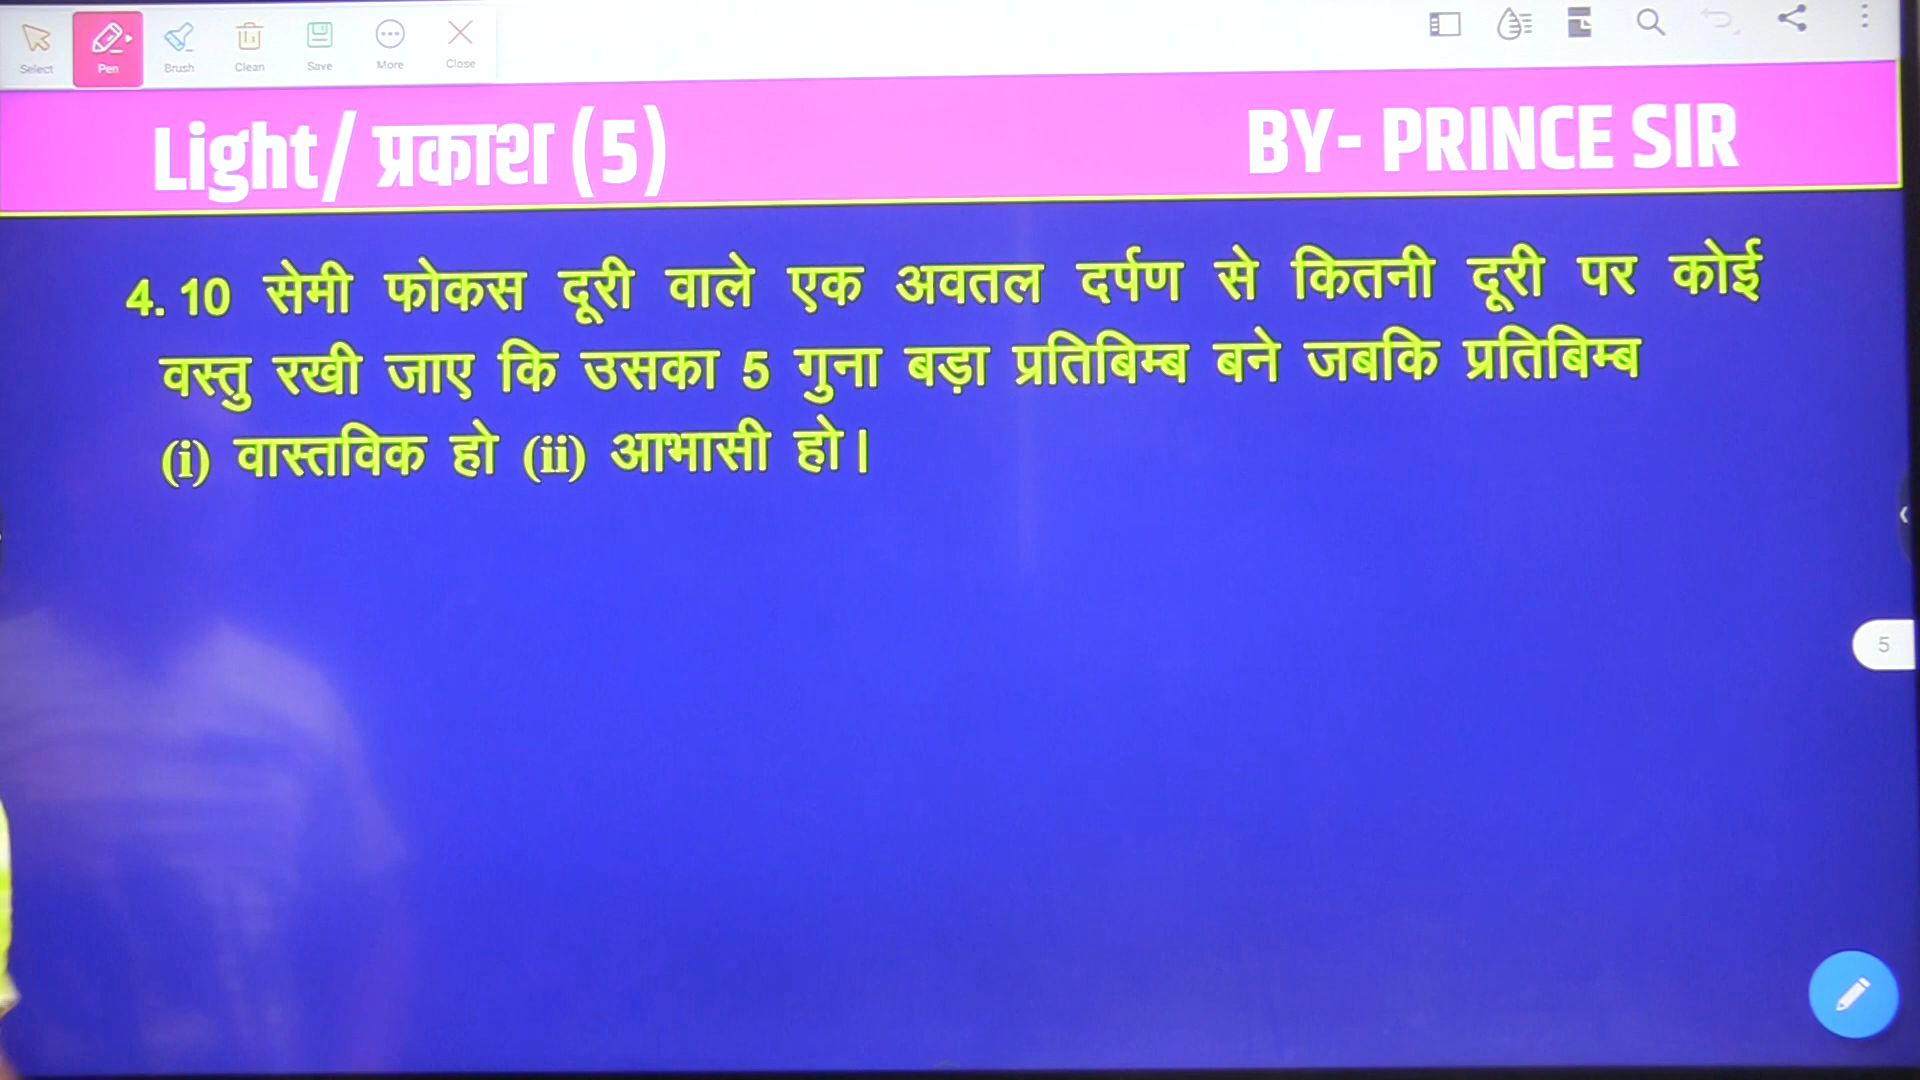 Select Pen Brush Clean Save More Close
Light/ प्रकाश (5) BY- PRINCE SIR
4. 10 सेमी फोकस दूरी वाले एक अवतल दर्पण से कितनी दूरी पर कोई
वस्तु रखी जाए कि उसका 5 गुना बड़ा प्रतिबिम्ब बने जबकि प्रतिबिम्ब
(i) वास्तविक हो (ii) आभासी हो।
5